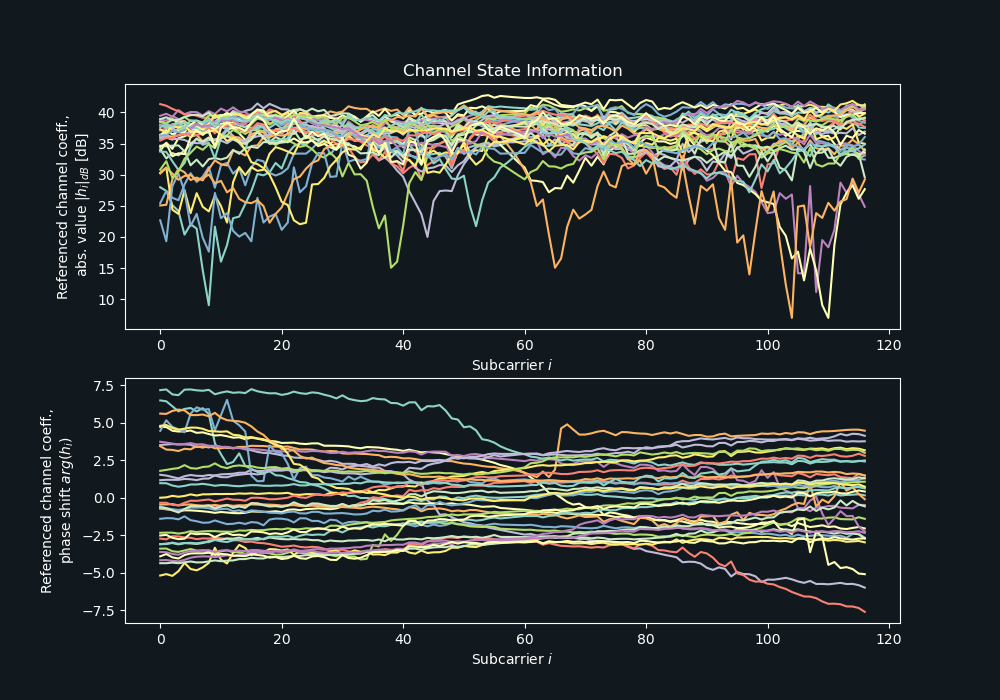 Channel State Information
Referenced channel coeff.,
abs. value |h_i|_{dB} [dB]
40
35
30
25
20
15
10
0 20 40 60 80 100 120
Subcarrier i
Referenced channel coeff.,
phase shift arg(h_i)
7.5
5.0
2.5
0.0
−2.5
−5.0
−7.5
0 20 40 60 80 100 120
Subcarrier i